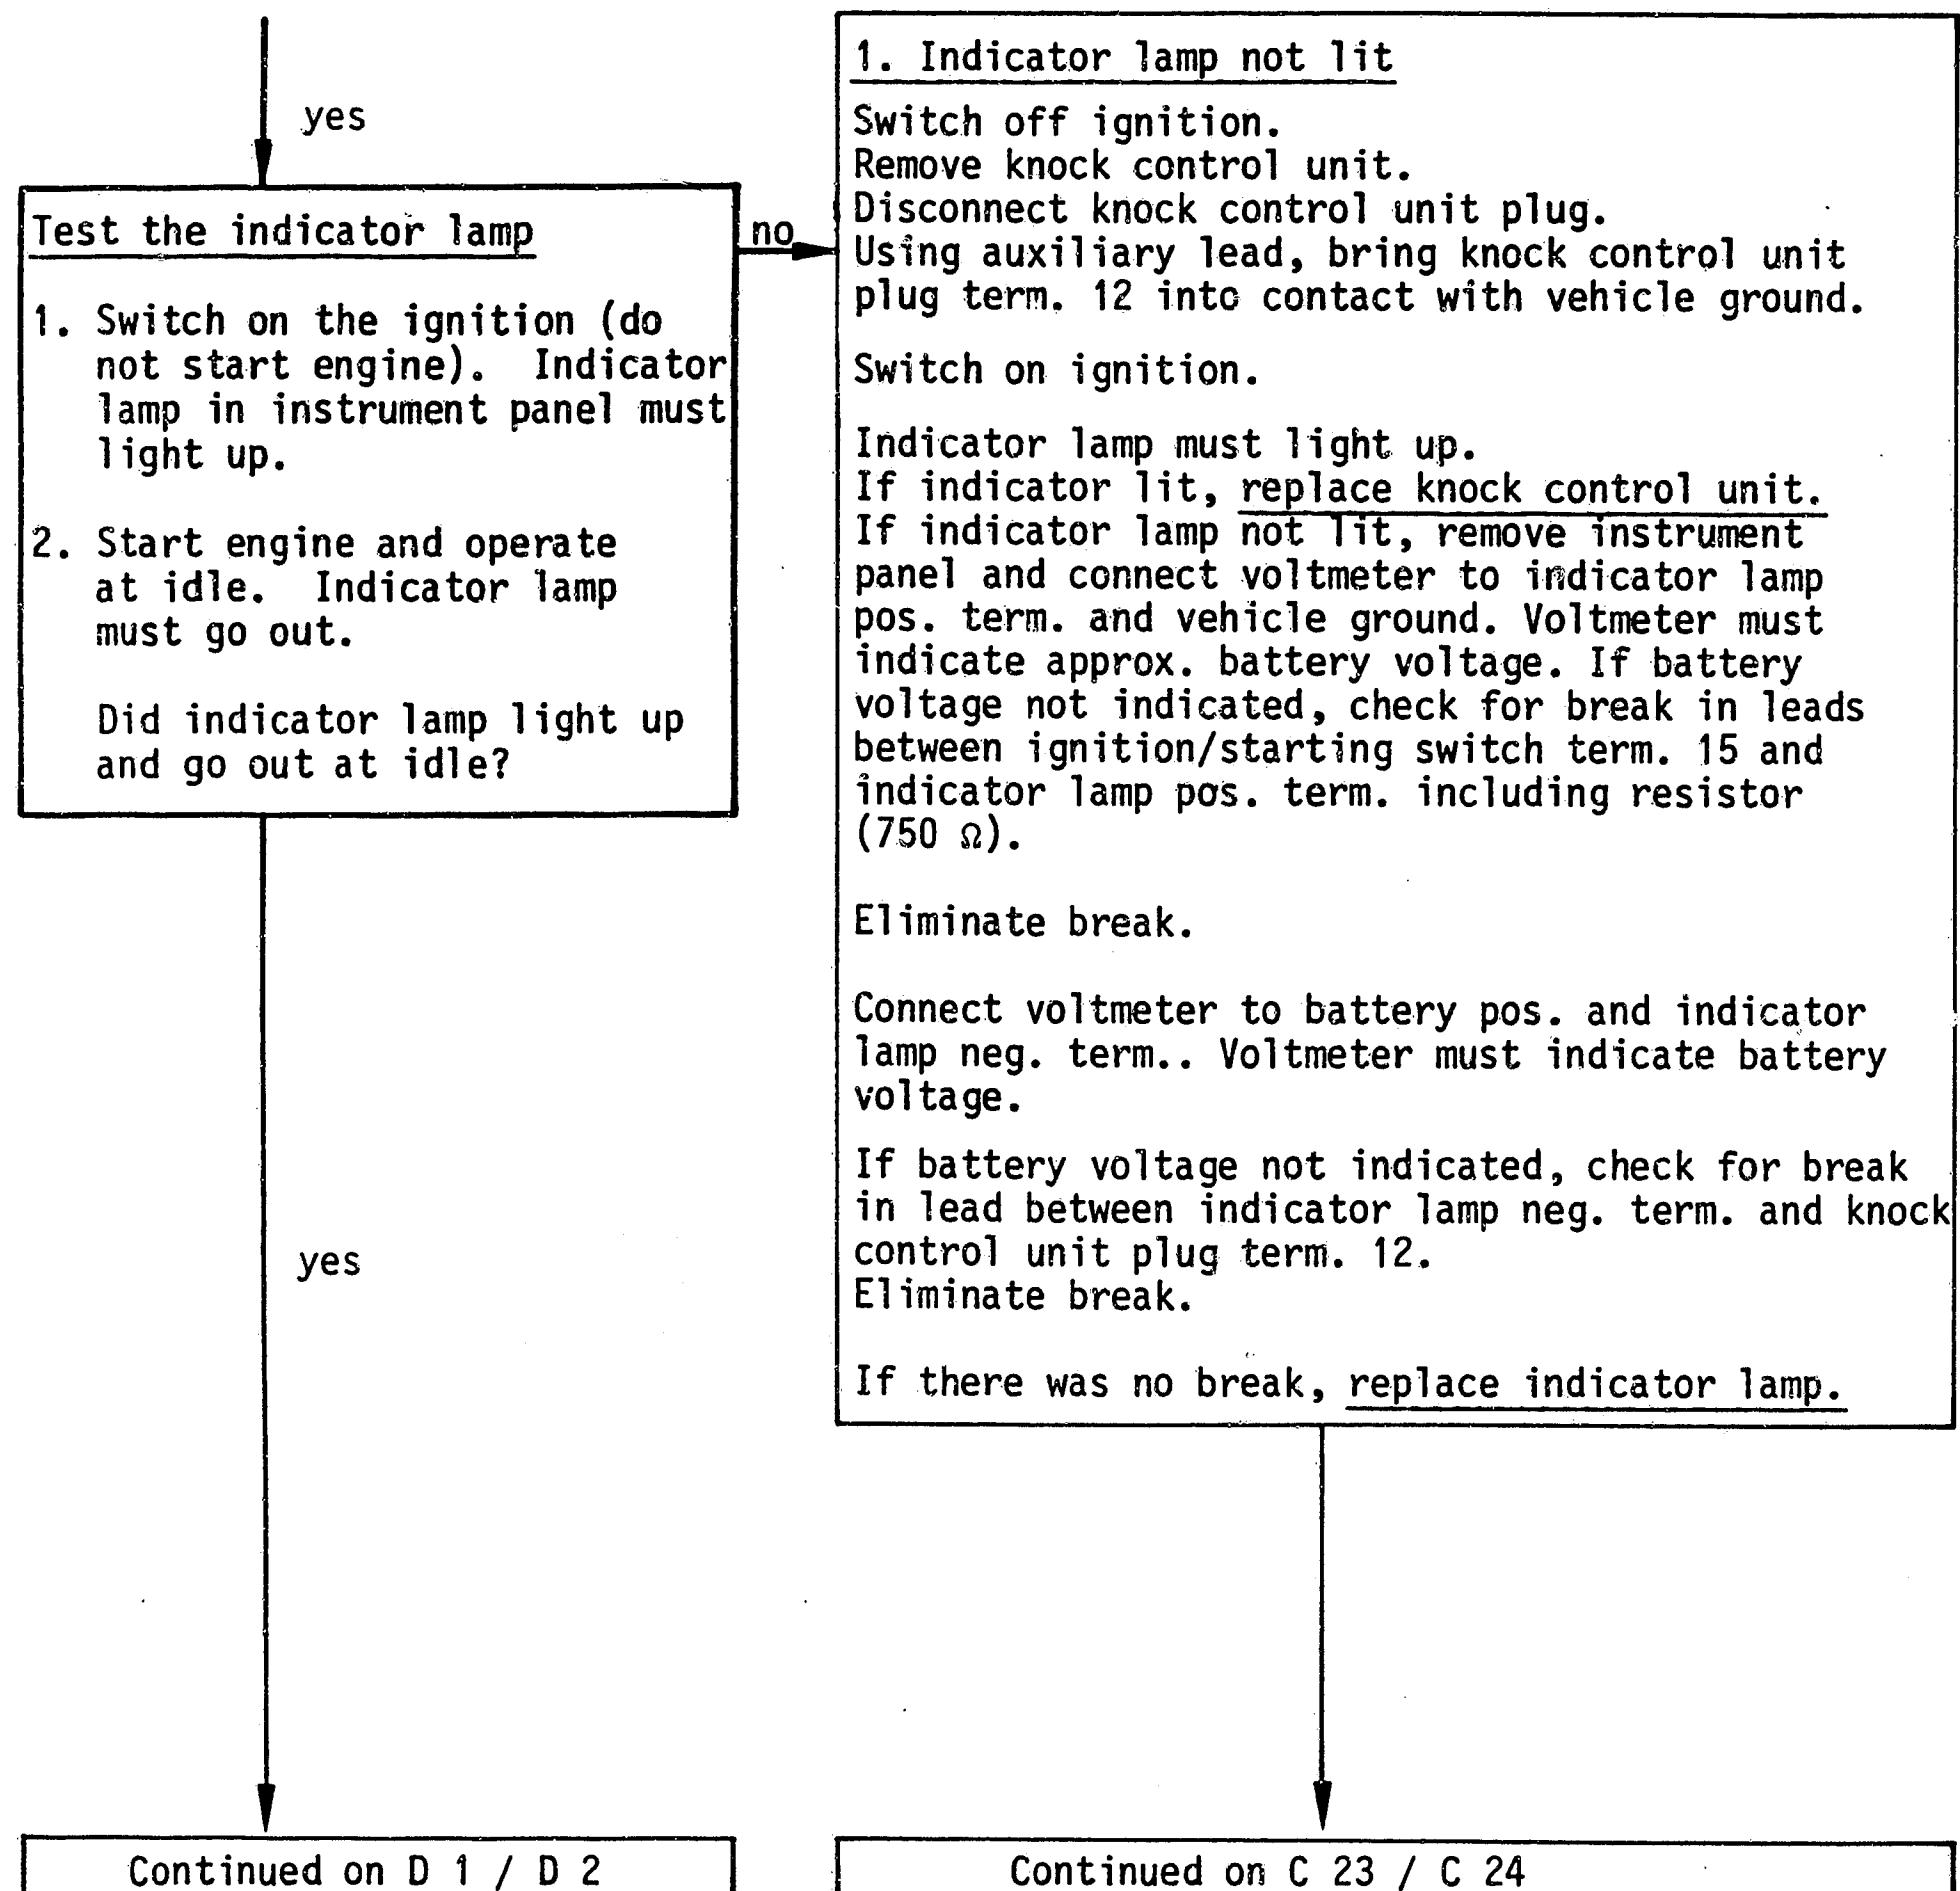 yes
Test the indicator lamp
1. Switch on the ignition (do
not start engine). Indicator
lamp in instrument panel must
light up.
2. Start engine and operate
at idle. Indicator lamp
must go out.
Did indicator lamp light up
and go out at idle?
no
1. Indicator lamp not lit
Switch off ignition.
Remove knock control unit.
Disconnect knock control unit plug.
Using auxiliary lead, bring knock control unit
plug term. 12 into contact with vehicle ground.
Switch on ignition.
Indicator lamp must light up.
If indicator lit, replace knock control unit.
If indicator lamp not lit, remove instrument
panel and connect voltmeter to indicator lamp
pos. term. and vehicle ground. Voltmeter must
indicate approx. battery voltage. If battery
voltage not indicated, check for break in leads
between ignition/starting switch term. 15 and
indicator lamp pos. term. including resistor
(750 Ω).
Eliminate break.
Connect voltmeter to battery pos. and indicator
lamp neg. term.. Voltmeter must indicate battery
voltage.
If battery voltage not indicated, check for break
in lead between indicator lamp neg. term. and knock
control unit plug term. 12.
Eliminate break.
If there was no break, replace indicator lamp.
yes
Continued on D 1 / D 2
Continued on C 23 / C 24